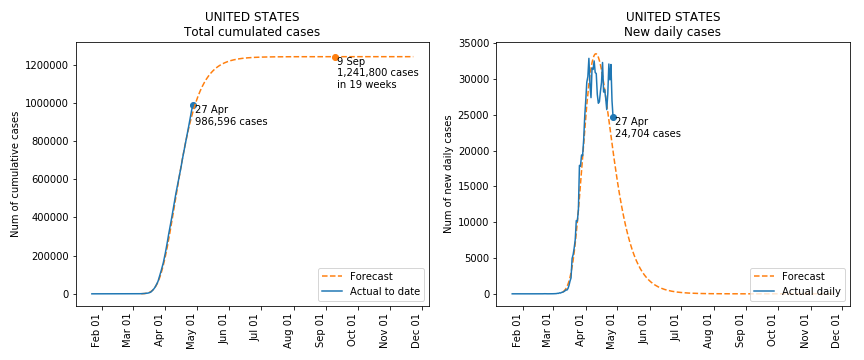 UNITED STATES
Total cumulated cases
Num of cumulative cases
1200000
1000000
800000
600000
400000
200000
0
9 Sep
1,241,800 cases
in 19 weeks
27 Apr
986,596 cases
Forecast
Actual to date
Feb 01
Mar 01
Apr 01
May 01
Jun 01
Jul 01
Aug 01
Sep 01
Oct 01
Nov 01
Dec 01
UNITED STATES
New daily cases
Num of new daily cases
35000
30000
25000
20000
15000
10000
5000
0
27 Apr
24,704 cases
Forecast
Actual daily
Feb 01
Mar 01
Apr 01
May 01
Jun 01
Jul 01
Aug 01
Sep 01
Oct 01
Nov 01
Dec 01